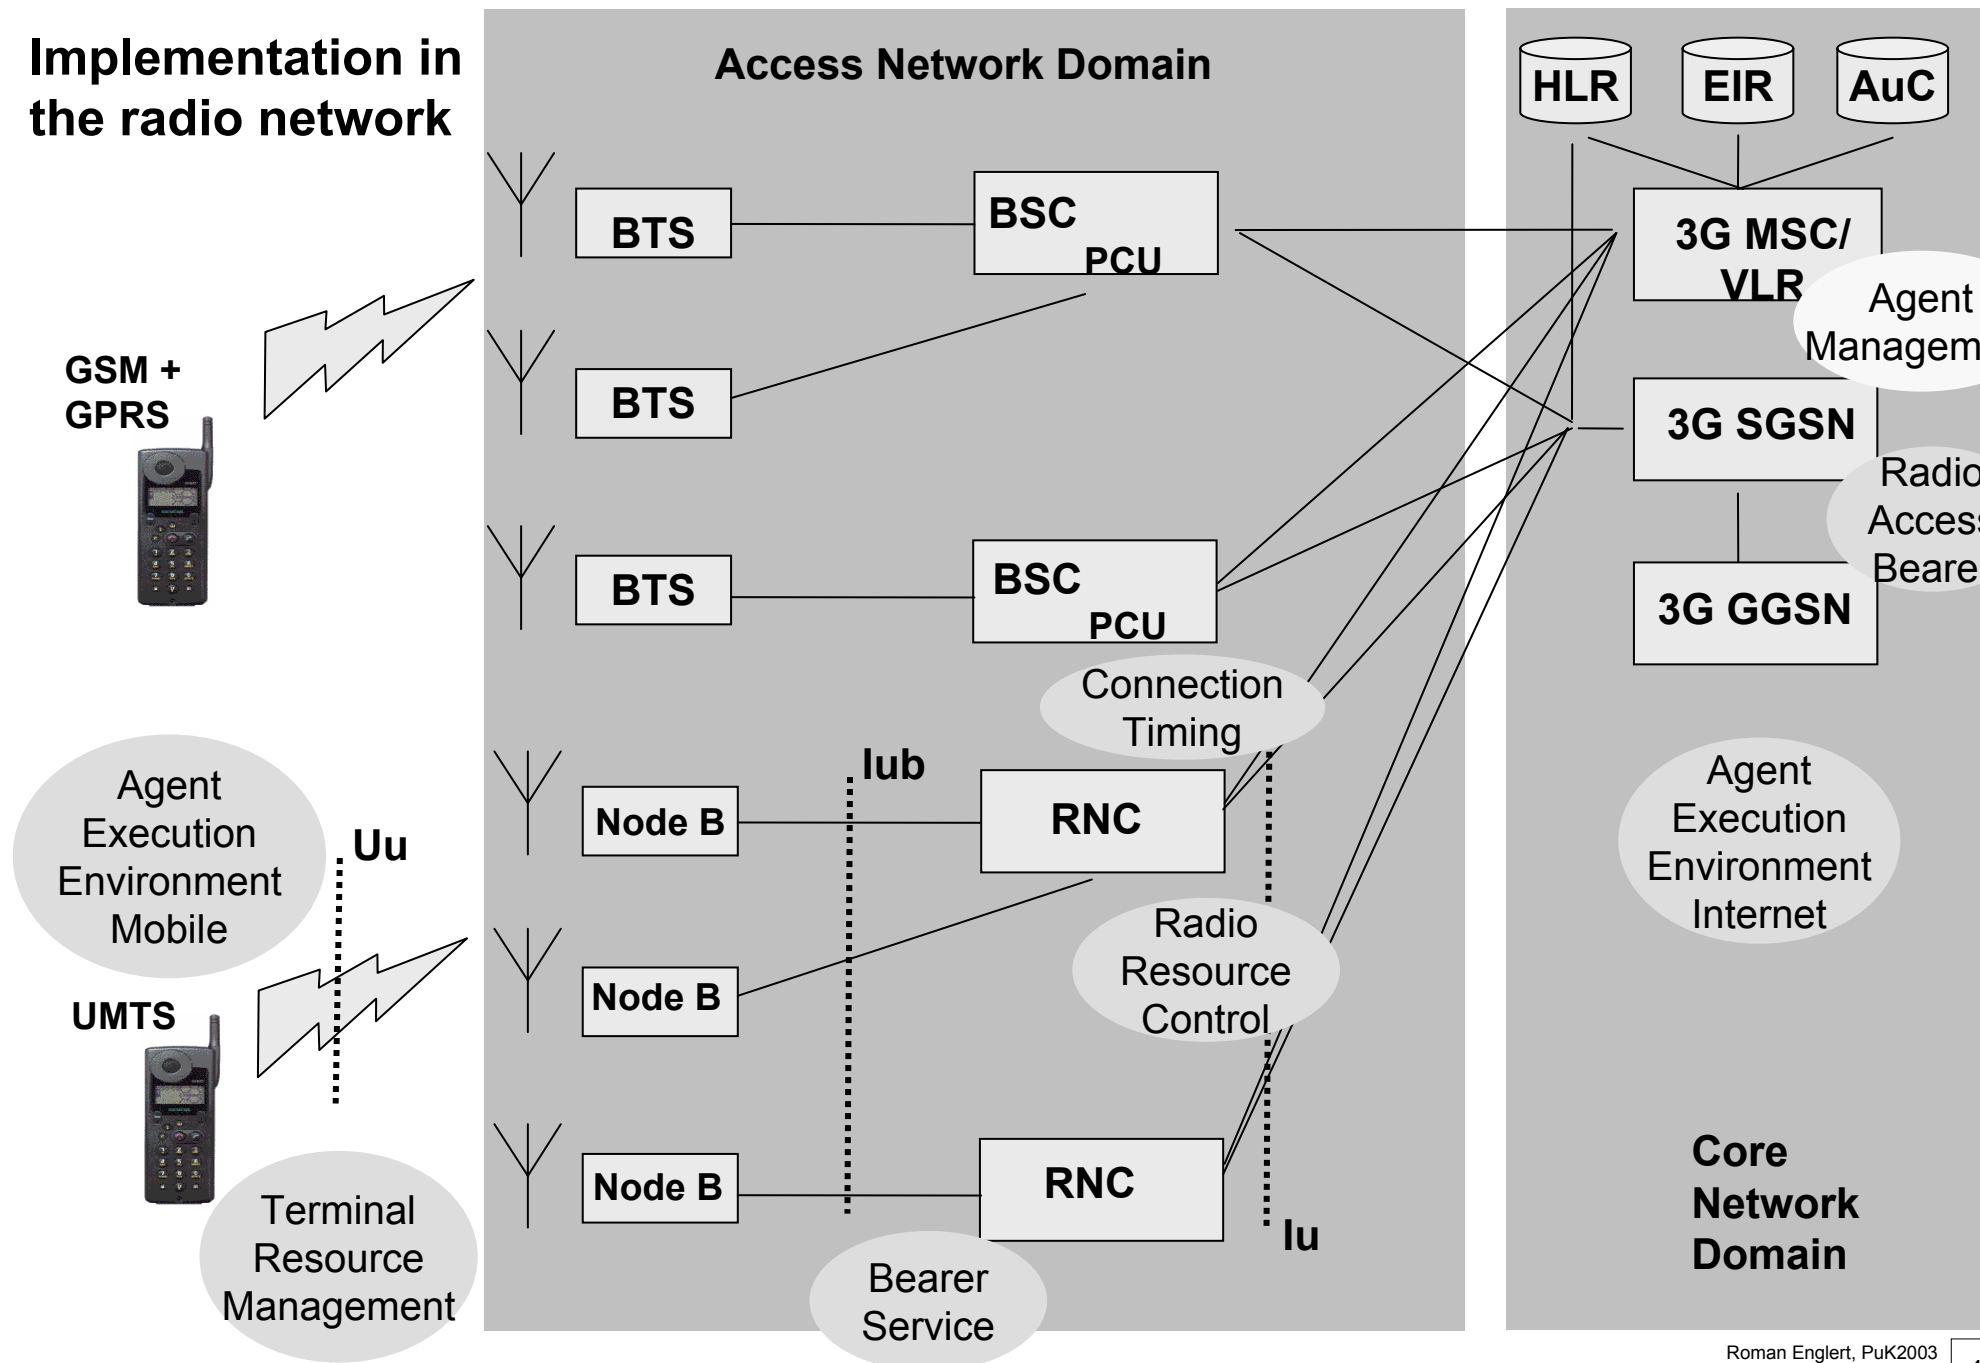 Implementation in
the radio network
Access Network Domain
HLR
EIR
AuC
BTS
BSC
PCU
3G MSC/
VLR
Agent
BTS
GSM +
GPRS
3G SGSN
BTS
BSC
PCU
3G GGSN
Connection
Timing
Agent
Execution
Environment
Mobile
Uu
Iub
Node B
RNC
Agent
Execution
Environment
Internet
UMTS
Node B
Radio
Resource
Control
Terminal
Resource
Management
Node B
RNC
Iu
Bearer
Service
Core
Network
Domain
Roman Englert, PuK2003